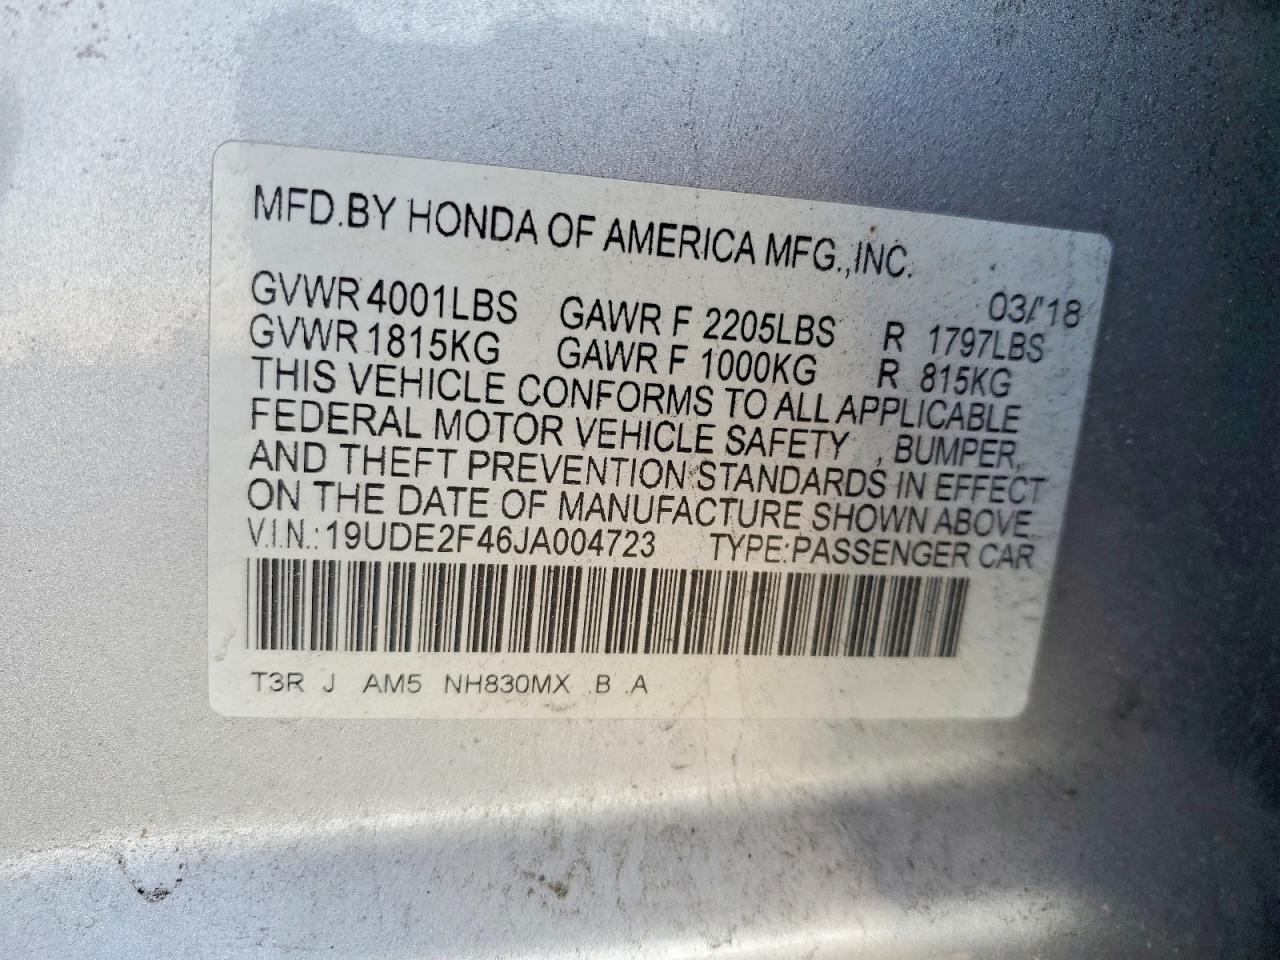 MFD.BY HONDA OF AMERICA MFG.,INC.
03/'18
GVWR 4001LBS GAWR F 2205LBS R 1797LBS
GVWR 1815KG GAWR F 1000KG R 815KG
THIS VEHICLE CONFORMS TO ALL APPLICABLE
FEDERAL MOTOR VEHICLE SAFETY , BUMPER,
AND THEFT PREVENTION STANDARDS IN EFFECT
ON THE DATE OF MANUFACTURE SHOWN ABOVE
V.I.N.:19UDE2F46JA004723 TYPE:PASSENGER CAR
T3R J AM5 NH830MX B A